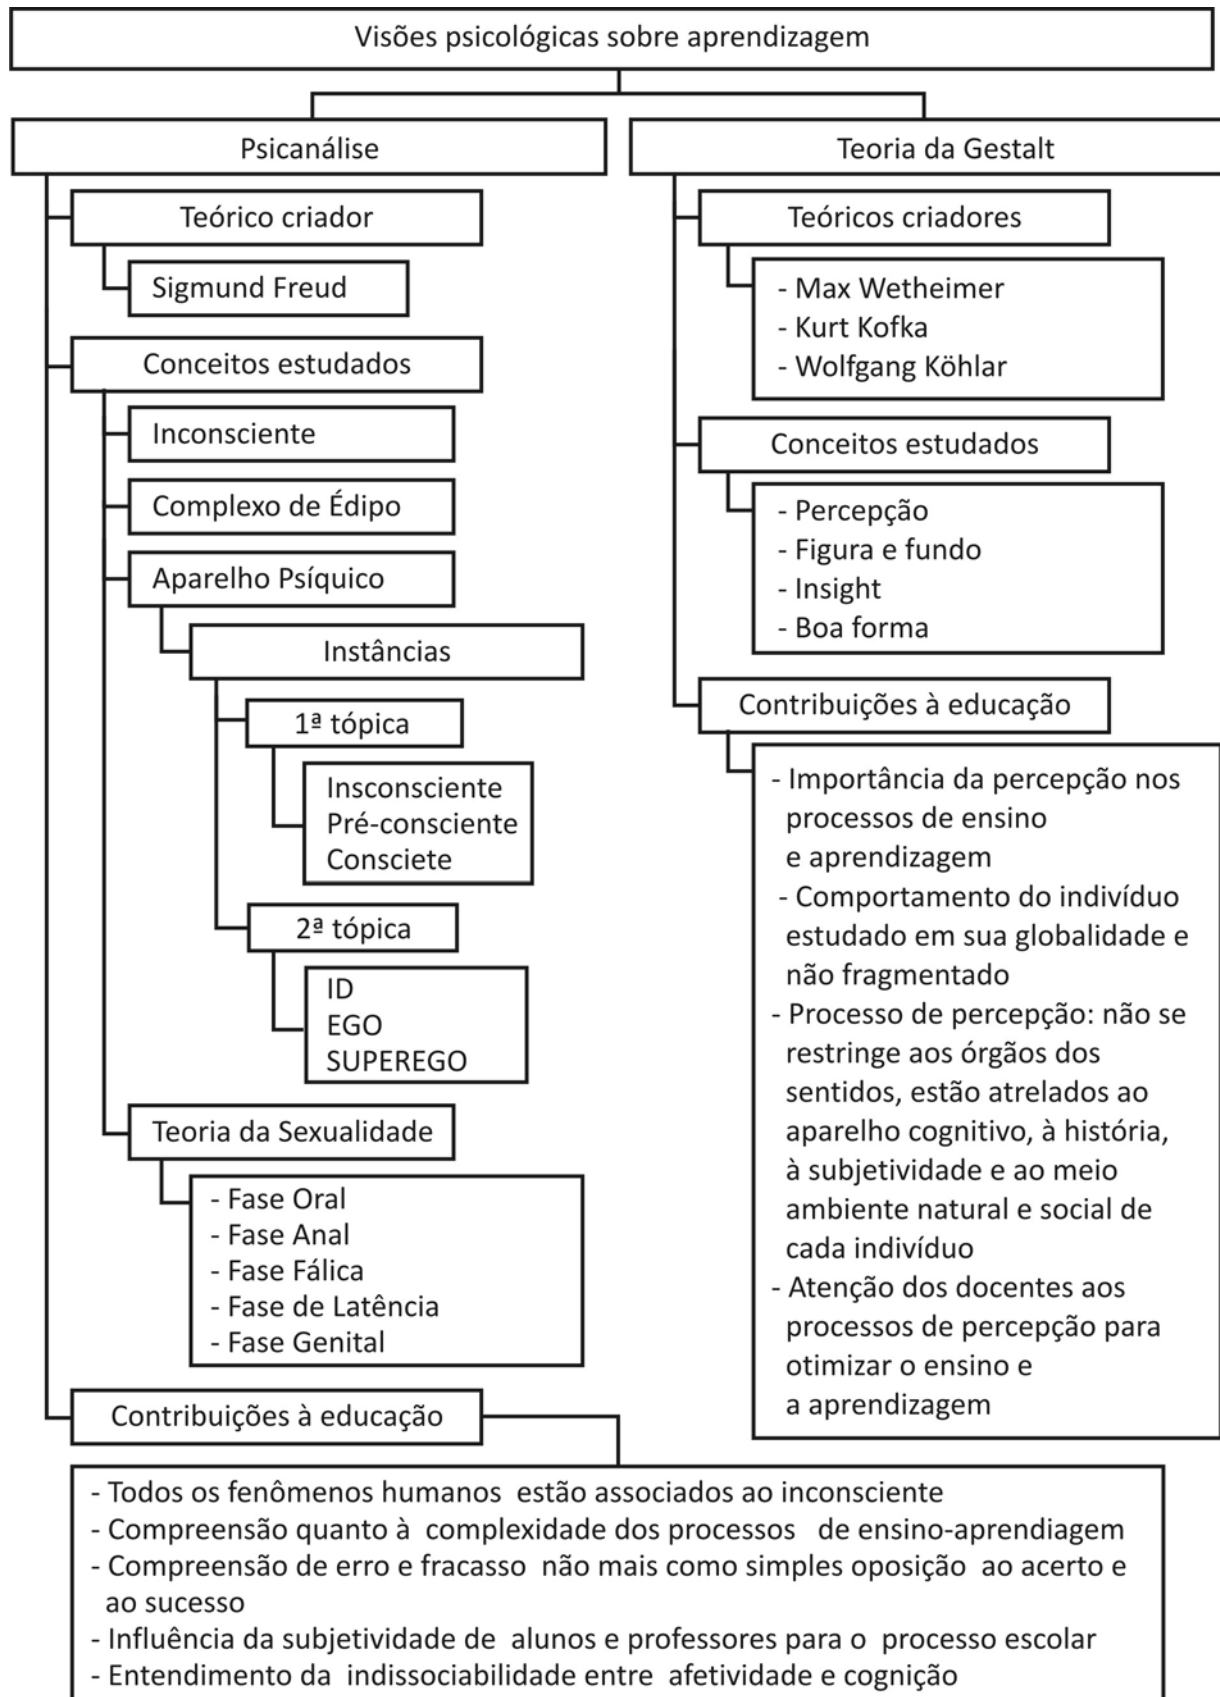 Visões psicológicas sobre aprendizagem
Psicanálise
Teórico criador
Sigmund Freud
Conceitos estudados
Inconsciente
Complexo de Édipo
Aparelho Psíquico
Instâncias
1ª tópica
Insconsciente
Pré-consciente
Consciete
2ª tópica
ID
EGO
SUPEREGO
Teoria da Sexualidade
- Fase Oral
- Fase Anal
- Fase Fálica
- Fase de Latência
- Fase Genital
Contribuições à educação
- Todos os fenômenos humanos estão associados ao inconsciente
- Compreensão quanto à complexidade dos processos de ensino-aprendiagem
- Compreensão de erro e fracasso não mais como simples oposição ao acerto e
ao sucesso
- Influência da subjetividade de alunos e professores para o processo escolar
- Entendimento da indissociabilidade entre afetividade e cognição
Teoria da Gestalt
Teóricos criadores
- Max Wetheimer
- Kurt Kofka
- Wolfgang Köhlar
Conceitos estudados
- Percepção
- Figura e fundo
- Insight
- Boa forma
Contribuições à educação
- Importância da percepção nos
processos de ensino
e aprendizagem
- Comportamento do indivíduo
estudado em sua globalidade e
não fragmentado
- Processo de percepção: não se
restringe aos órgãos dos
sentidos, estão atrelados ao
aparelho cognitivo, à história,
à subjetividade e ao meio
ambiente natural e social de
cada indivíduo
- Atenção dos docentes aos
processos de percepção para
otimizar o ensino e
a aprendizagem